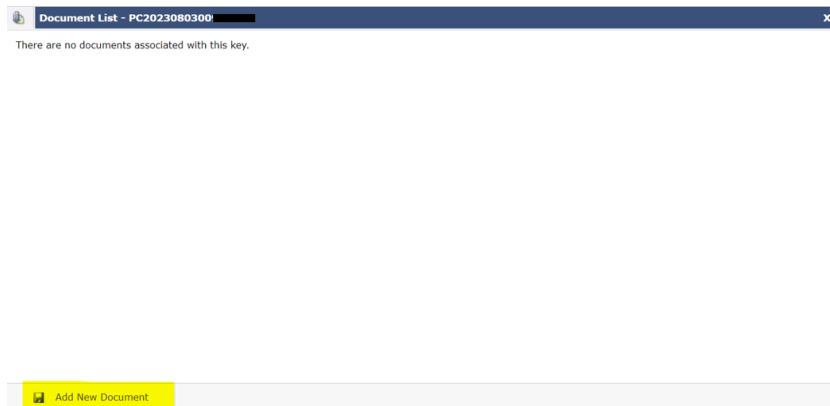 Document List - PC2023080300
X
There are no documents associated with this key.
Add New Document